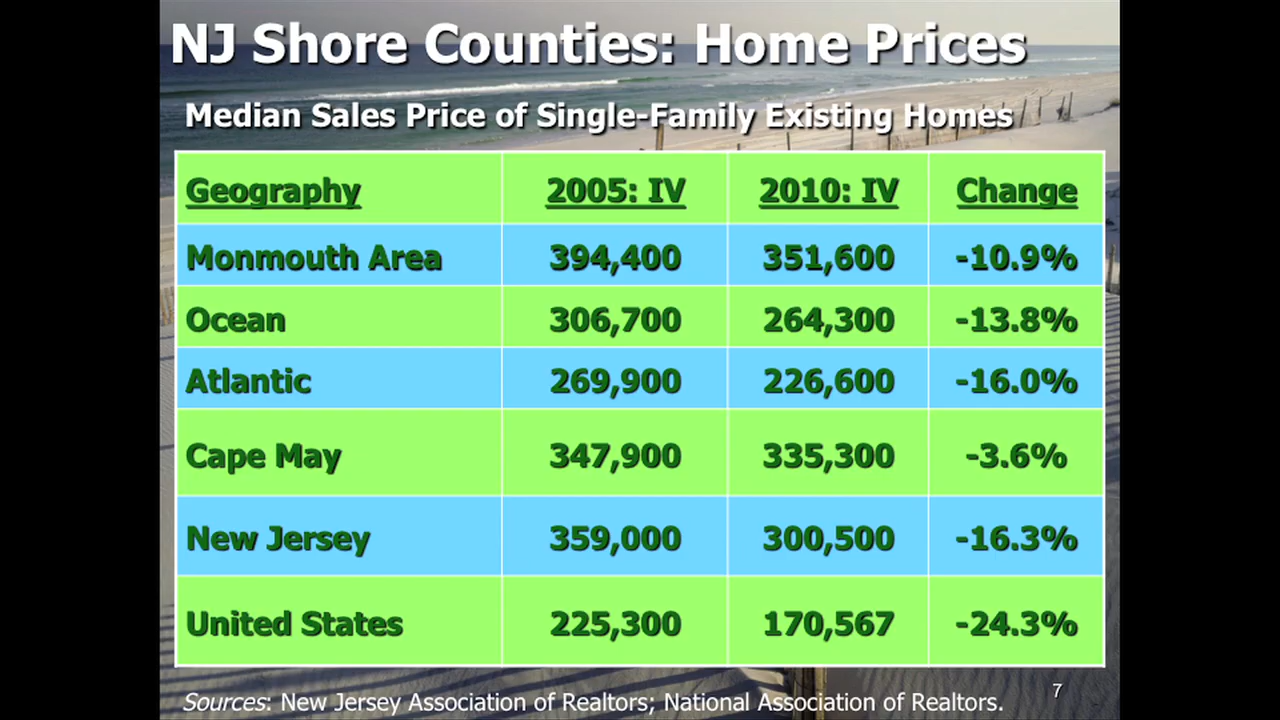 NJ Shore Counties: Home Prices
Median Sales Price of Single-Family Existing Homes
Geography 2005: IV 2010: IV Change
Monmouth Area 394,400 351,600 -10.9%
Ocean 306,700 264,300 -13.8%
Atlantic 269,900 226,600 -16.0%
Cape May 347,900 335,300 -3.6%
New Jersey 359,000 300,500 -16.3%
United States 225,300 170,567 -24.3%
Sources: New Jersey Association of Realtors; National Association of Realtors.
7